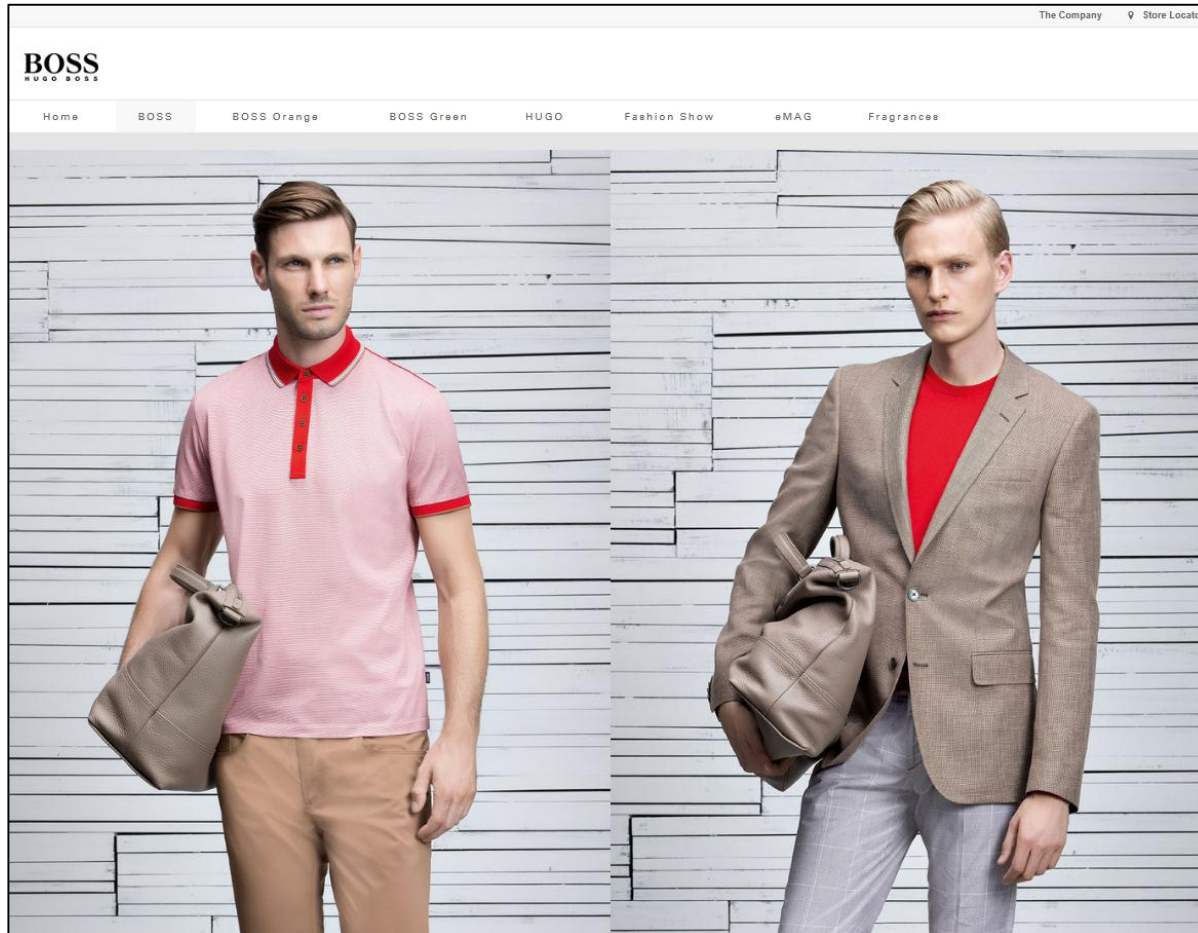 The Company Store Locato
BOSS
HUGO BOSS
Home BOSS BOSS Orange BOSS Green HUGO Fashion Show eMAG Fragrances